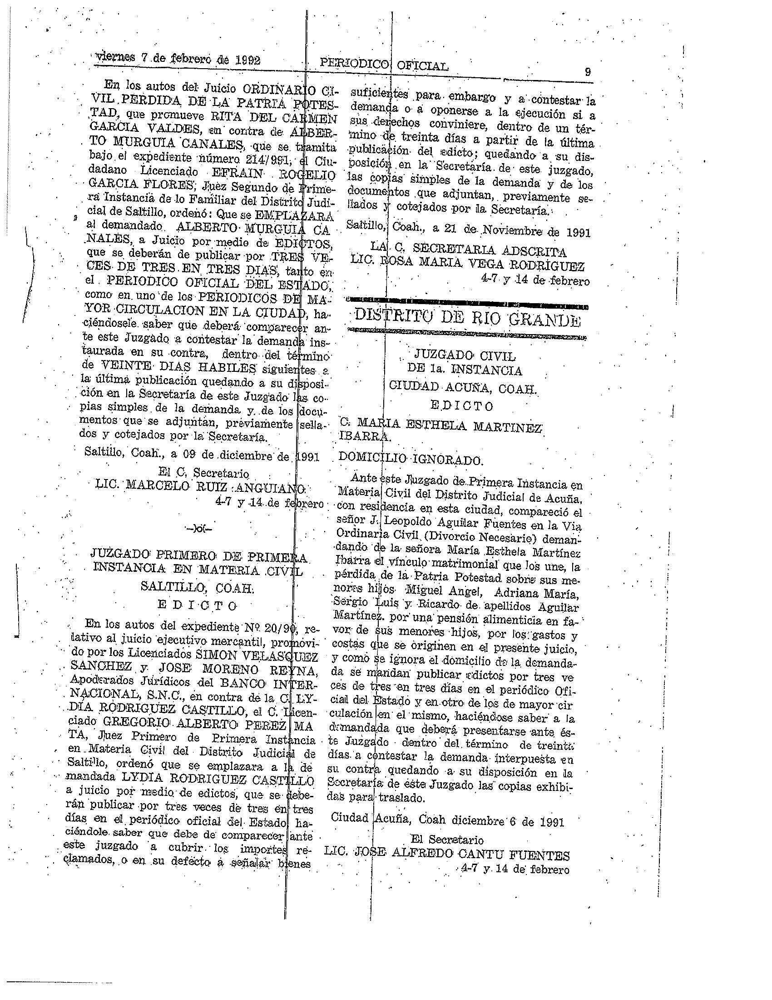 viernes 7 de febrero de 1992
PERIODICO OFICIAL
9
En los autos del Juicio ORDINARIO CI-
VIL PERDIDA DE LA PATRIA POTES-
TAD, que promueve RITA DEL CARMEN
GARCIA VALDES, en contra de ALBER-
TO MURGUIA CANALES, que se tramita
bajo el expediente número 214/991, el Ciu-
dadano Licenciado EFRAIN ROGELIO
GARCIA FLORES, Juez Segundo de Prime-
ra Instancia de lo Familiar del Distrito Judi-
cial de Saltillo, ordenó: Que se EMPLAZARA
al demandado ALBERTO MURGUIA CA
NALES, a Juicio por medio de EDICTOS,
que se deberán de publicar por TRES VE-
CES DE TRES EN TRES DIAS, tanto en
el PERIODICO OFICIAL DEL ESTADO,
como en uno de los PERIODICOS DE MA-
YOR CIRCULACION EN LA CIUDAD, ha-
ciéndosele saber que deberá comparecer an-
te este Juzgado a contestar la demanda ins-
taurada en su contra, dentro del término
de VEINTE DIAS HABILES siguientes a
la última publicación quedando a su disposi-
ción en la Secretaría de este Juzgado las co-
pias simples de la demanda y de los docu-
mentos que se adjuntan, previamente sella-
dos y cotejados por la Secretaría.
Saltillo, Coah., a 09 de diciembre de 1991
El C. Secretario
LIC. MARCELO RUIZ ANGUIANO
4-7 y 14 de febrero
—)o(—
JUZGADO PRIMERO DE PRIMERA
INSTANCIA EN MATERIA CIVIL
SALTILLO, COAH.
E D I C T O
En los autos del expediente Nº 20/90, re-
lativo al juicio ejecutivo mercantil, promovi-
do por los Licenciados SIMON VELASQUEZ
SANCHEZ y JOSE MORENO REYNA,
Apoderados Jurídicos del BANCO INTER-
NACIONAL, S.N.C., en contra de la C. LY-
DIA RODRIGUEZ CASTILLO, el C. Licen-
ciado GREGORIO ALBERTO PEREZ MA
TA, Juez Primero de Primera Instancia
en Materia Civil del Distrito Judicial de
Saltillo, ordenó que se emplazara a la de
mandada LYDIA RODRIGUEZ CASTILLO
a juicio por medio de edictos, que se debe-
rán publicar por tres veces de tres en tres
días en el periódico oficial del Estado ha-
ciéndole saber que debe de comparecer ante
este juzgado a cubrir los importes re-
clamados, o en su defecto a señalar bienes
suficientes para embargo y a contestar la
demanda o a oponerse a la ejecución si a
sus derechos conviniere, dentro de un tér-
mino de treinta días a partir de la última
publicación del edicto; quedando a su dis-
posición en la Secretaría de este juzgado,
las copias simples de la demanda y de los
documentos que adjuntan, previamente se-
llados y cotejados por la Secretaría.
Saltillo, Coah., a 21 de Noviembre de 1991
LA C. SECRETARIA ADSCRITA
LIC. ROSA MARIA VEGA RODRIGUEZ
4-7 y 14 de febrero
DISTRITO DE RIO GRANDE
JUZGADO CIVIL
DE 1a. INSTANCIA
CIUDAD ACUÑA, COAH.
E D I C T O
C. MARIA ESTHELA MARTINEZ
IBARRA.
DOMICILIO IGNORADO.
Ante este Juzgado de Primera Instancia en
Materia Civil del Distrito Judicial de Acuña,
con residencia en esta ciudad, compareció el
señor J. Leopoldo Aguilar Fuentes en la Via
Ordinaria Civil (Divorcio Necesario) deman-
dando de la señora María Esthela Martínez
Ibarra el vínculo matrimonial que los une, la
pérdida de la Patria Potestad sobre sus me-
nores hijos Miguel Angel, Adriana María,
Sergio Luis y Ricardo de apellidos Aguilar
Martínez. por una pensión alimenticia en fa-
vor de sus menores hijos, por los gastos y
costas que se originen en el presente juicio,
y como se ignora el domicilio de la demanda-
da se mandan publicar edictos por tres ve
ces de tres en tres días en el periódico Ofi-
cial del Estado y en otro de los de mayor cir
culación en el mismo, haciéndose saber a la
demandada que deberá presentarse ante és-
te Juzgado dentro del término de treinta
días a contestar la demanda interpuesta en
su contra quedando a su disposición en la
Secretaría de este Juzgado las copias exhibi-
das para traslado.
Ciudad Acuña, Coah diciembre 6 de 1991
El Secretario
LIC. JOSE ALFREDO CANTU FUENTES
4-7 y 14 de febrero